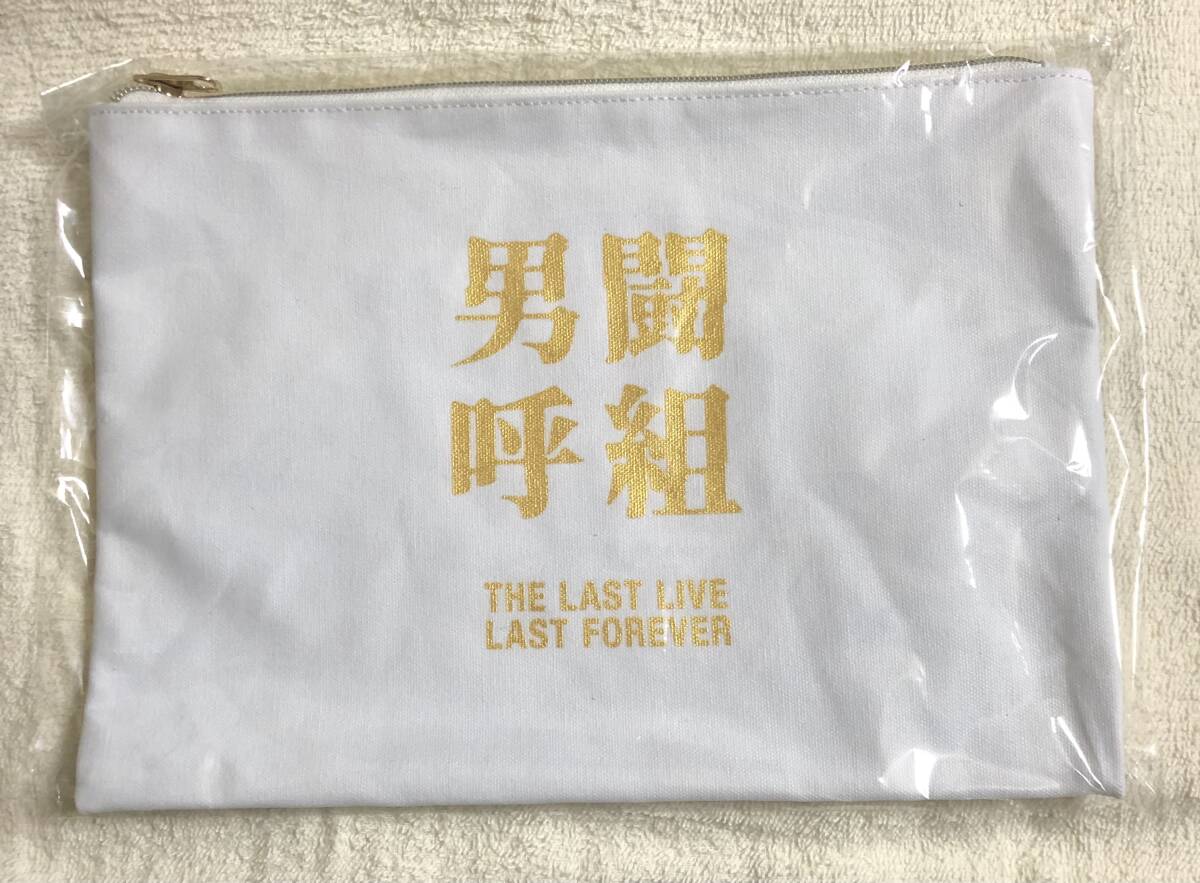 男闘
呼組
THE LAST LIVE
LAST FOREVER